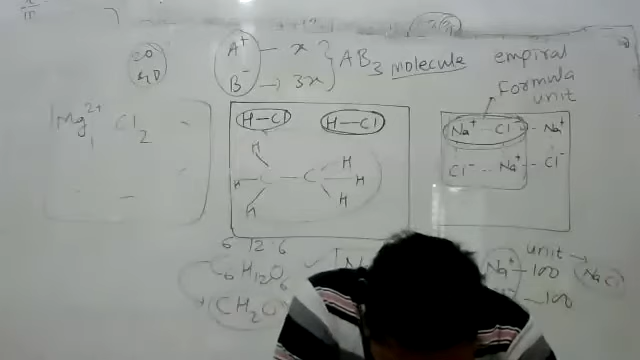 A⁺ — x } AB₃ molecule
B⁻ → 3x
empiral
Formula
unit
Mg²⁺₁ Cl₂
H—Cl H—Cl
Na⁺ -- Cl⁻ -- Na⁺
Cl⁻ -- Na⁺ -- Cl⁻
H
H
H C — C H
H H
6 12 6
C₆H₁₂O₆
CH₂O
unit →
Na⁺ — 100 NaCl
— 100